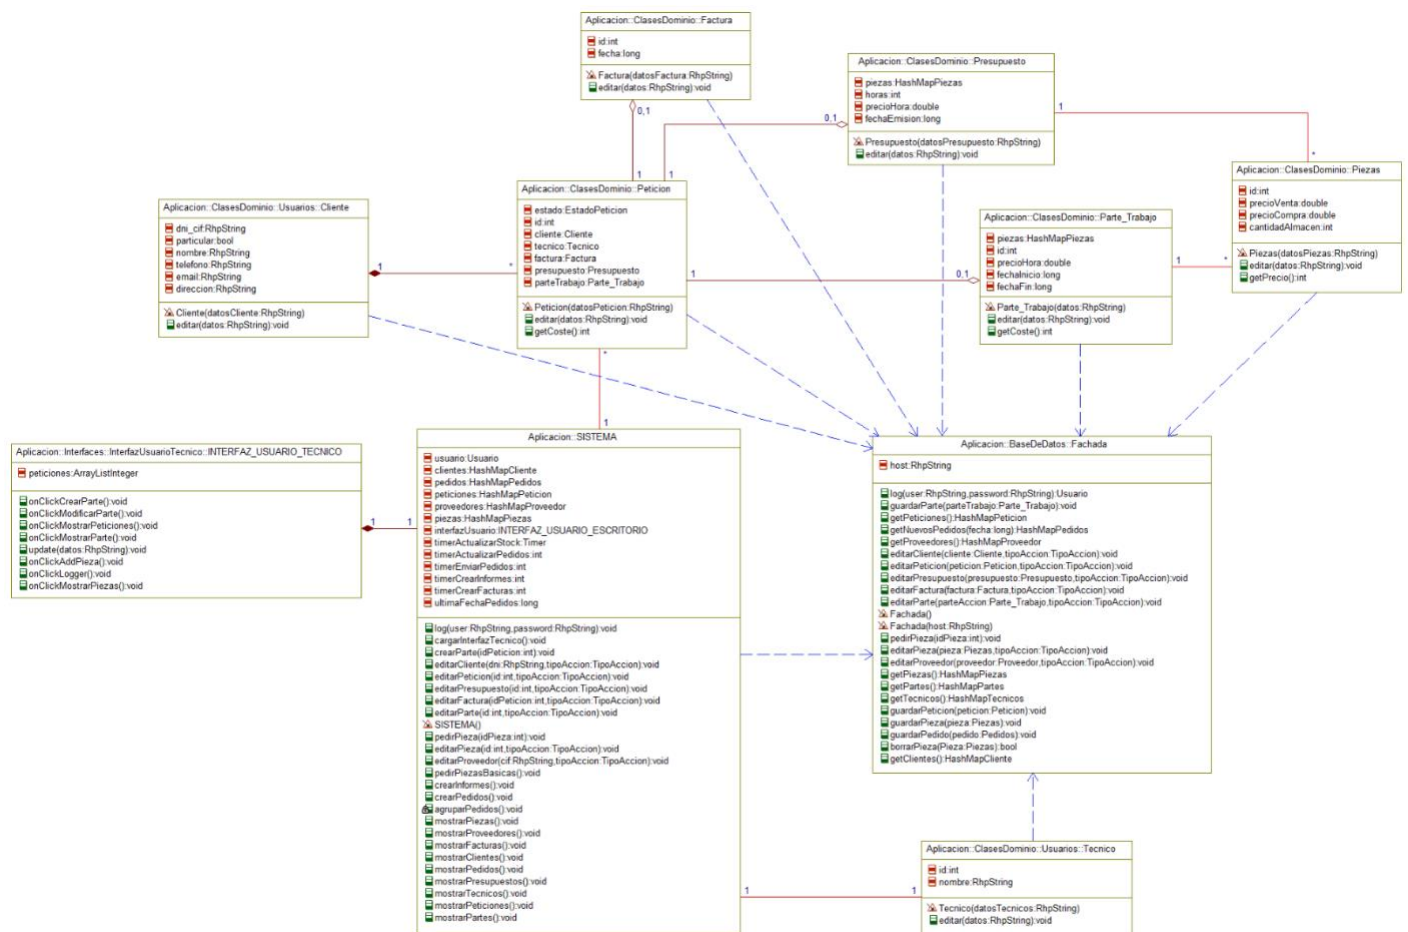 Aplicacion::ClasesDominio::Factura
id:int
fecha:long
Factura(datosFactura:RhpString)
editar(datos:RhpString):void
0,1
1
Aplicacion::ClasesDominio::Presupuesto
piezas:HashMapPiezas
horas:int
precioHora:double
fechaEmision:long
Presupuesto(datosPresupuesto:RhpString)
editar(datos:RhpString):void
0,1
1
1
*
Aplicacion::ClasesDominio::Piezas
id:int
precioVenta:double
precioCompra:double
cantidadAlmacen:int
Piezas(datosPiezas:RhpString)
editar(datos:RhpString):void
getPrecio():int
Aplicacion::ClasesDominio::Peticion
estado:EstadoPeticion
id:int
cliente:Cliente
tecnico:Tecnico
factura:Factura
presupuesto:Presupuesto
parteTrabajo:Parte_Trabajo
Peticion(datosPeticion:RhpString)
editar(datos:RhpString):void
getCoste():int
Aplicacion::ClasesDominio::Usuarios::Cliente
dni_cif:RhpString
particular:bool
nombre:RhpString
telefono:RhpString
email:RhpString
direccion:RhpString
Cliente(datosCliente:RhpString)
editar(datos:RhpString):void
1
*
Aplicacion::ClasesDominio::Parte_Trabajo
piezas:HashMapPiezas
id:int
precioHora:double
fechaInicio:long
fechaFin:long
Parte_Trabajo(datos:RhpString)
editar(datos:RhpString):void
getCoste():int
1
0,1
1
*
*
1
Aplicacion::SISTEMA
usuario:Usuario
clientes:HashMapCliente
pedidos:HashMapPedidos
peticiones:HashMapPeticion
proveedores:HashMapProveedor
piezas:HashMapPiezas
interfazUsuario:INTERFAZ_USUARIO_ESCRITORIO
timerActualizarStock:Timer
timerActualizarPedidos:int
timerEnviarPedidos:int
timerCrearInformes:int
timerCrearFacturas:int
ultimaFechaPedidos:long
log(user:RhpString,password:RhpString):void
cargarInterfazTecnico():void
crearParte(idPeticion:int):void
editarCliente(dni:RhpString,tipoAccion:TipoAccion):void
editarPeticion(id:int,tipoAccion:TipoAccion):void
editarPresupuesto(id:int,tipoAccion:TipoAccion):void
editarFactura(idPeticion:int,tipoAccion:TipoAccion):void
editarParte(id:int,tipoAccion:TipoAccion):void
SISTEMA()
pedirPieza(idPieza:int):void
editarPieza(id:int,tipoAccion:TipoAccion):void
editarProveedor(cif:RhpString,tipoAccion:TipoAccion):void
pedirPiezasBasicas():void
crearInformes():void
crearPedidos():void
agruparPedidos():void
mostrarPiezas():void
mostrarProveedores():void
mostrarFacturas():void
mostrarClientes():void
mostrarPedidos():void
mostrarPresupuestos():void
mostrarTecnicos():void
mostrarPeticiones():void
mostrarPartes():void
Aplicacion::Interfaces::InterfazUsuarioTecnico::INTERFAZ_USUARIO_TECNICO
peticiones:ArrayListInteger
onClickCrearParte():void
onClickModificarParte():void
onClickMostrarPeticiones():void
onClickMostrarParte():void
update(datos:RhpString):void
onClickAddPieza():void
onClickLogger():void
onClickMostrarPiezas():void
1
1
Aplicacion::BaseDeDatos::Fachada
host:RhpString
log(user:RhpString,password:RhpString):Usuario
guardarParte(parteTrabajo:Parte_Trabajo):void
getPeticiones():HashMapPeticion
getNuevosPedidos(fecha:long):HashMapPedidos
getProveedores():HashMapProveedor
editarCliente(cliente:Cliente,tipoAccion:TipoAccion):void
editarPeticion(peticion:Peticion,tipoAccion:TipoAccion):void
editarPresupuesto(presupuesto:Presupuesto,tipoAccion:TipoAccion):void
editarFactura(factura:Factura,tipoAccion:TipoAccion):void
editarParte(parteAccion:Parte_Trabajo,tipoAccion:TipoAccion):void
Fachada()
Fachada(host:RhpString)
pedirPieza(idPieza:int):void
editarPieza(pieza:Piezas,tipoAccion:TipoAccion):void
editarProveedor(proveedor:Proveedor,tipoAccion:TipoAccion):void
getPiezas():HashMapPiezas
getPartes():HashMapPartes
getTecnicos():HashMapTecnicos
guardarPeticion(peticion:Peticion):void
guardarPieza(pieza:Piezas):void
guardarPedido(pedido:Pedidos):void
borrarPieza(Pieza:Piezas):bool
getClientes():HashMapCliente
Aplicacion::ClasesDominio::Usuarios::Tecnico
id:int
nombre:RhpString
Tecnico(datosTecnicos:RhpString)
editar(datos:RhpString):void
1
1